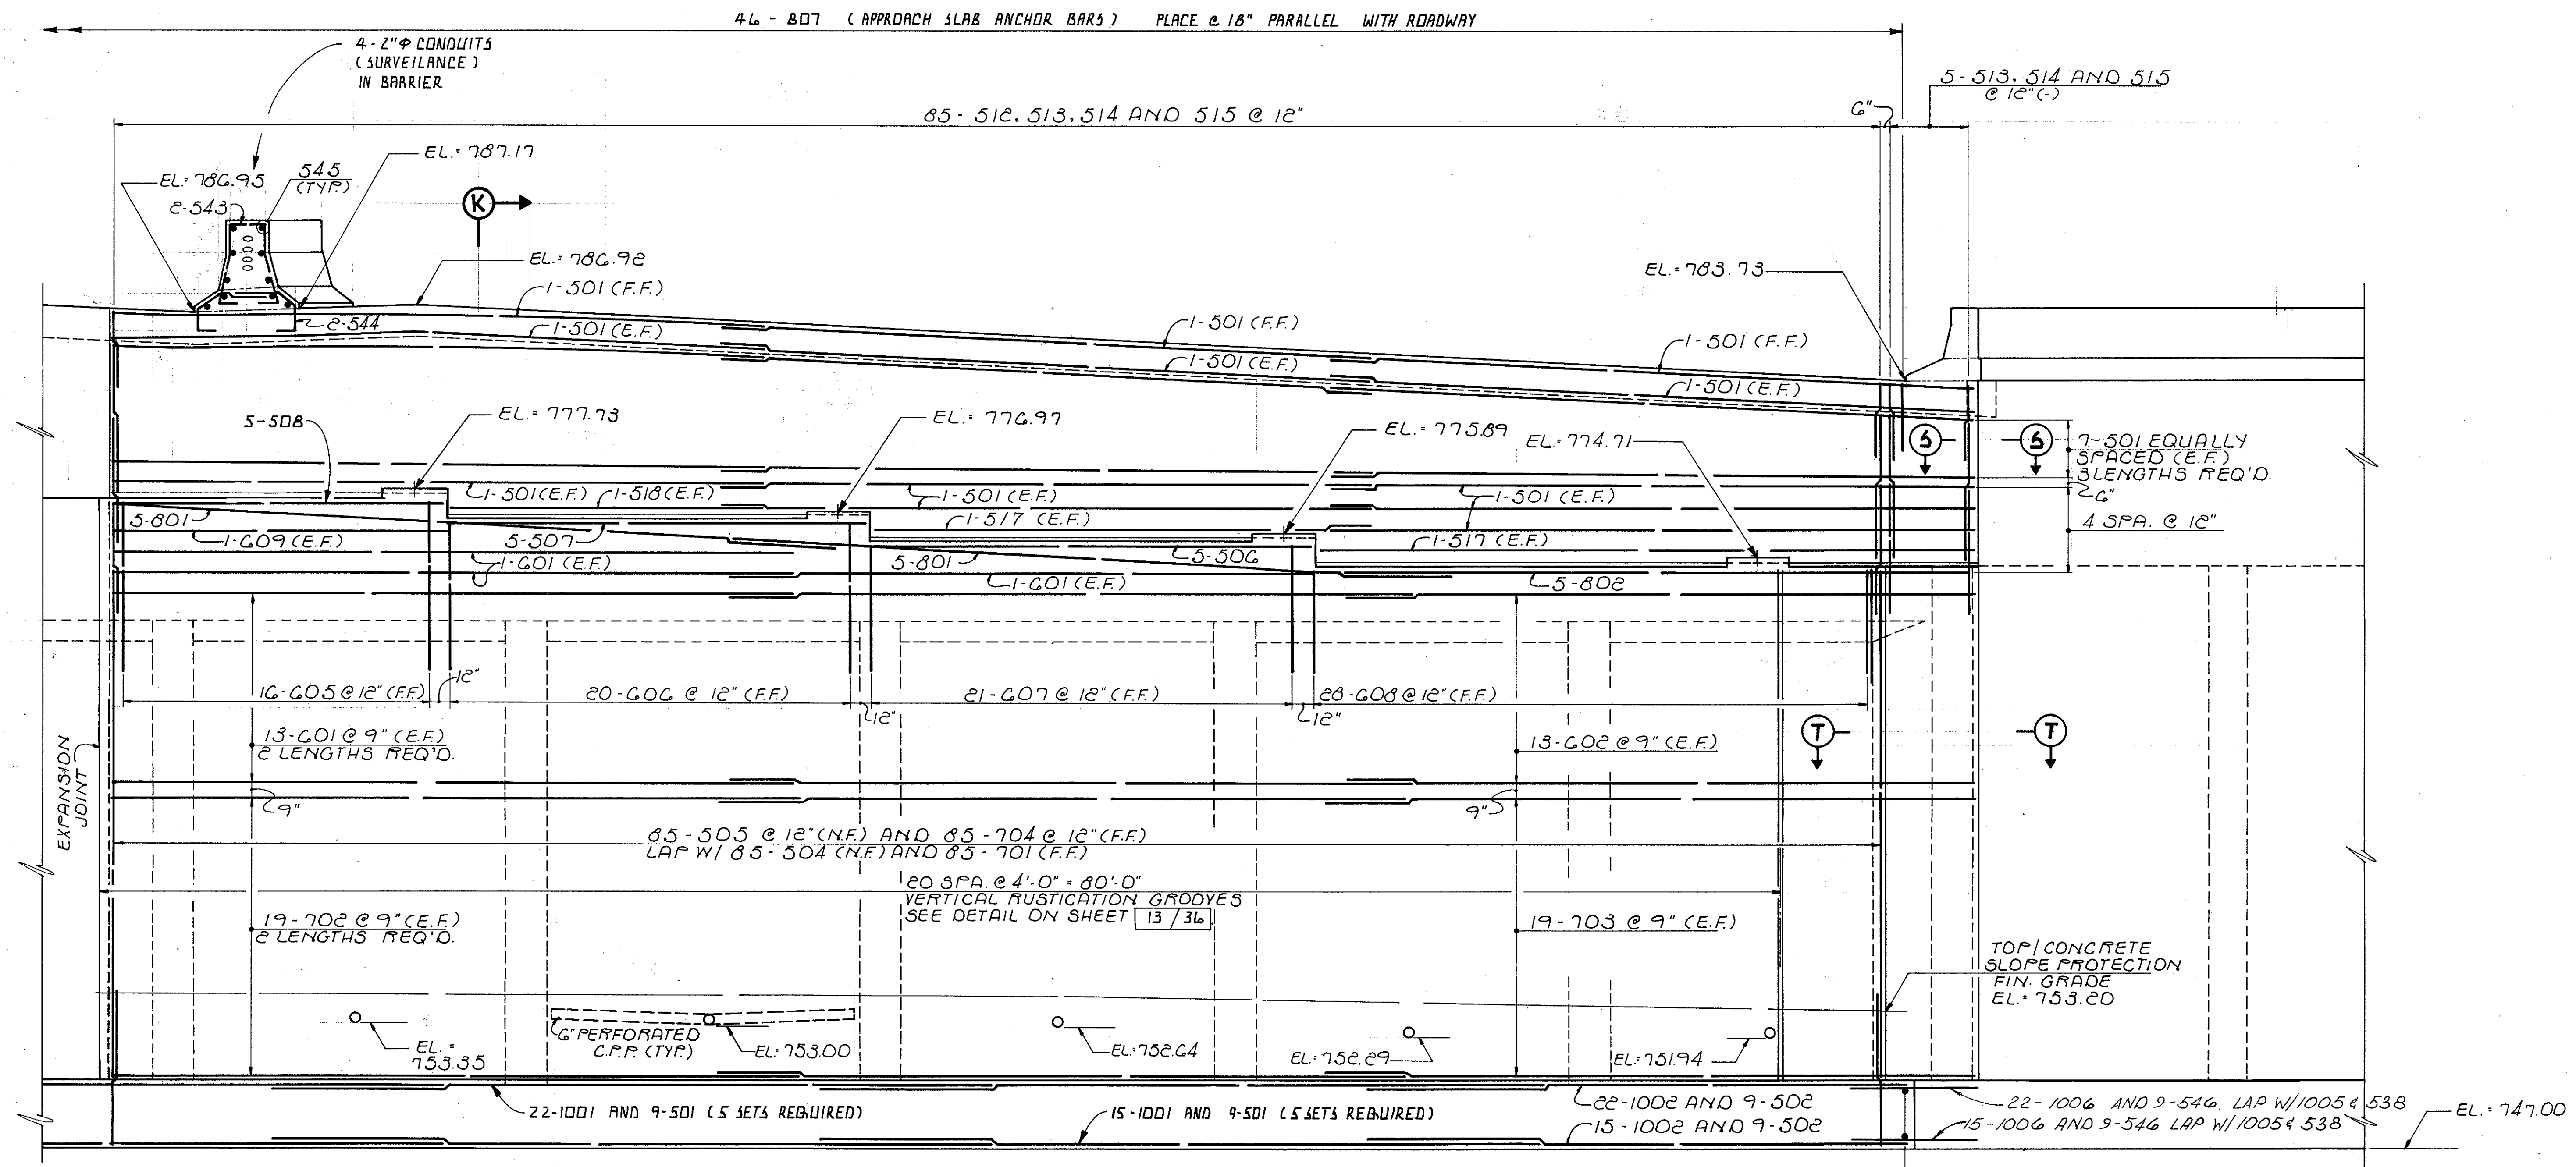 46 - 807 (APPROACH SLAB ANCHOR BARS) PLACE @ 18" PARALLEL WITH ROADWAY
4-2"Φ CONDUITS
(SURVEILANCE)
IN BARRIER
5-513, 514 AND 515
@ 12"(-)
6"
85-512, 513, 514 AND 515 @ 12"
EL.= 787.17
EL.= 786.95
545
(TYP.)
2-543
K
EL.= 786.92
EL.= 783.73
1-501 (F.F.)
2-544
1-501 (E.F.)
1-501 (F.F.)
1-501 (E.F.)
1-501 (F.F.)
1-501 (E.F.)
5-508
EL.= 777.73
EL.= 776.97
EL.= 775.89
EL.= 774.71
S
S
7-501 EQUALLY
SPACED (E.F.)
3 LENGTHS REQ'D.
6"
4 SPA. @ 12"
1-501 (E.F.)
1-518 (E.F.)
1-501 (E.F.)
1-501 (E.F.)
5-801
1-517 (E.F.)
1-609 (E.F.)
5-507
1-517 (E.F.)
1-601 (E.F.)
5-801
5-506
1-601 (E.F.)
5-802
16-605 @ 12" (F.F.)
12"
20-606 @ 12" (F.F.)
12"
21-607 @ 12" (F.F.)
12"
28-608 @ 12" (F.F.)
T
T
EXPANSION
JOINT
13-601 @ 9" (E.F.)
2 LENGTHS REQ'D.
13-602 @ 9" (E.F.)
9"
9"
85-505 @ 12" (N.F.) AND 85-704 @ 12" (F.F.)
LAP W/ 85-504 (N.F.) AND 85-701 (F.F.)
20 SPA. @ 4'-0" = 80'-0"
VERTICAL RUSTICATION GROOVES
SEE DETAIL ON SHEET 13 / 36
19-702 @ 9" (E.F.)
2 LENGTHS REQ'D.
19-703 @ 9" (E.F.)
TOP/CONCRETE
SLOPE PROTECTION
FIN. GRADE
EL.= 753.20
EL. =
753.35
6" PERFORATED
C.P.P. (TYP.)
EL.= 753.00
EL.= 752.64
EL.= 752.29
EL.= 751.94
22-1001 AND 9-501 (5 SETS REQUIRED)
15-1001 AND 9-501 (5 SETS REQUIRED)
22-1002 AND 9-502
15-1002 AND 9-502
22-1006 AND 9-546, LAP W/1005 & 538
15-1006 AND 9-546 LAP W/1005 & 538
EL.= 747.00